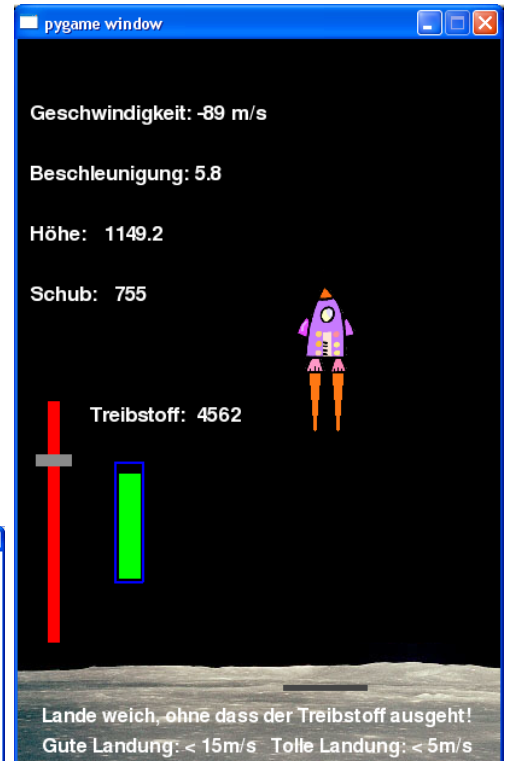 pygame window
Geschwindigkeit: -89 m/s
Beschleunigung: 5.8
Höhe: 1149.2
Schub: 755
Treibstoff: 4562
Lande weich, ohne dass der Treibstoff ausgeht!
Gute Landung: < 15m/s Tolle Landung: < 5m/s